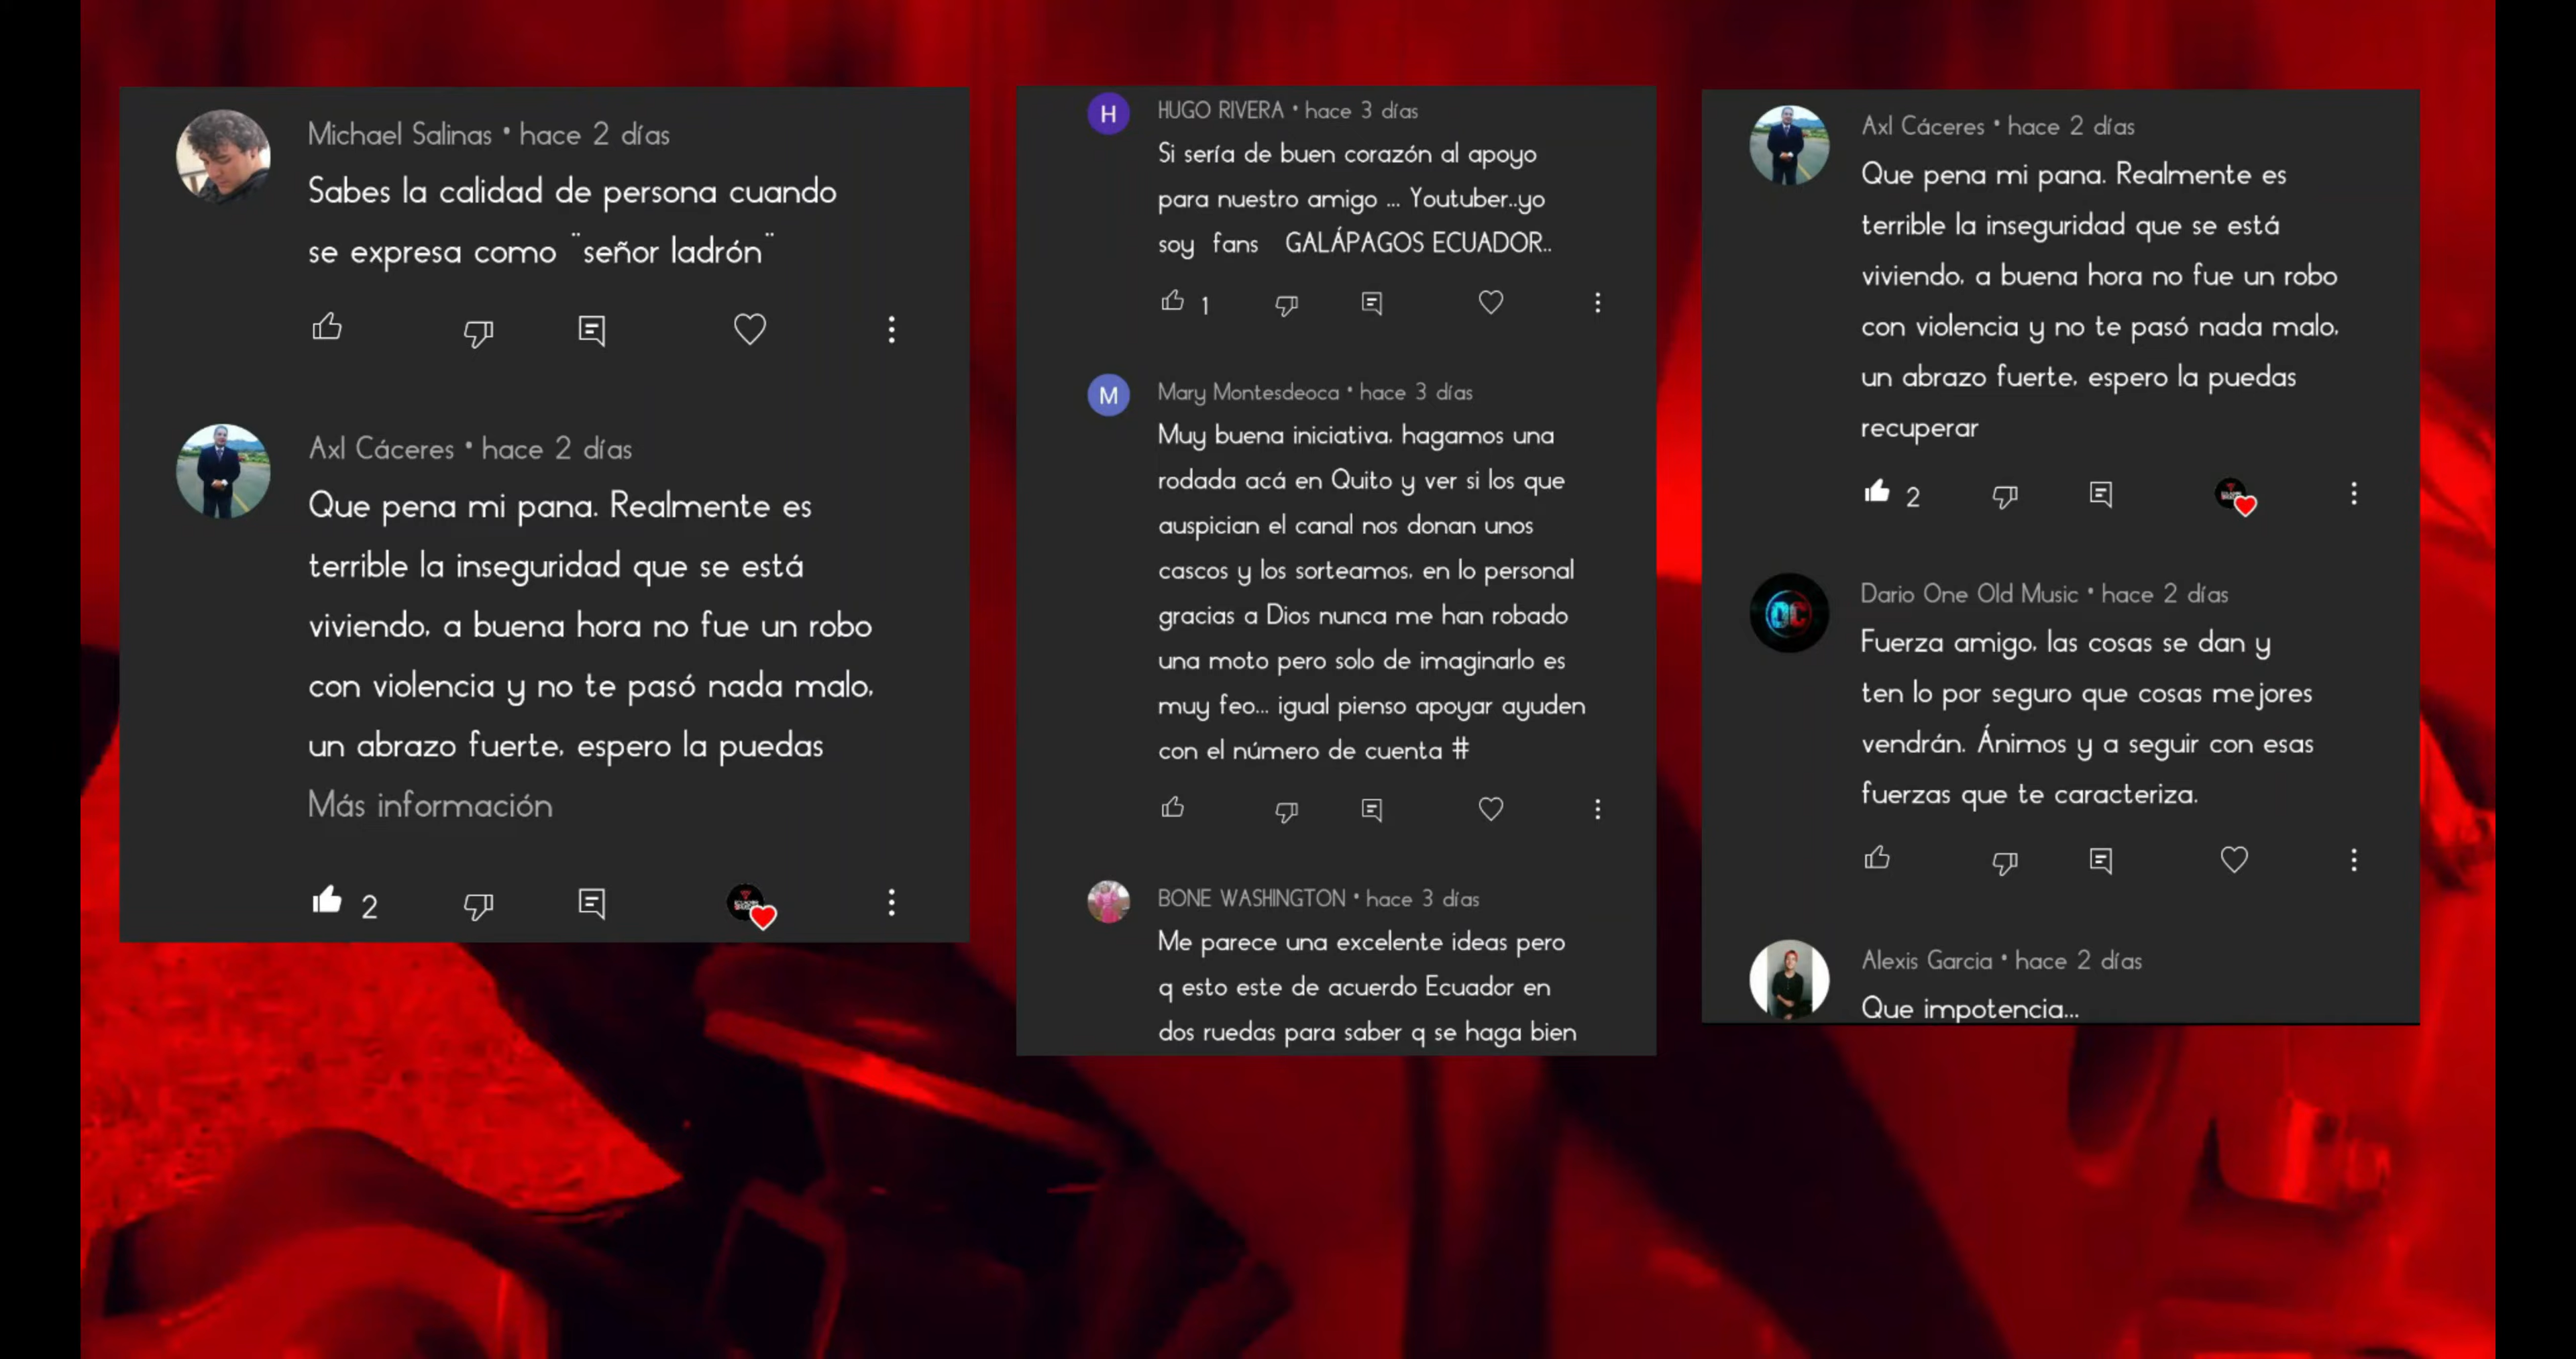 Michael Salinas • hace 2 días
Sabes la calidad de persona cuando
se expresa como ¨señor ladrón¨
Axl Cáceres • hace 2 días
Que pena mi pana. Realmente es
terrible la inseguridad que se está
viviendo, a buena hora no fue un robo
con violencia y no te pasó nada malo,
un abrazo fuerte, espero la puedas
Más información
2
H
HUGO RIVERA • hace 3 días
Si sería de buen corazón al apoyo
para nuestro amigo ... Youtuber..yo
soy fans GALÁPAGOS ECUADOR..
1
M
Mary Montesdeoca • hace 3 días
Muy buena iniciativa, hagamos una
rodada acá en Quito y ver si los que
auspician el canal nos donan unos
cascos y los sorteamos, en lo personal
gracias a Dios nunca me han robado
una moto pero solo de imaginarlo es
muy feo... igual pienso apoyar ayuden
con el número de cuenta #
BONE WASHINGTON • hace 3 días
Me parece una excelente ideas pero
q esto este de acuerdo Ecuador en
dos ruedas para saber q se haga bien
Axl Cáceres • hace 2 días
Que pena mi pana. Realmente es
terrible la inseguridad que se está
viviendo, a buena hora no fue un robo
con violencia y no te pasó nada malo,
un abrazo fuerte, espero la puedas
recuperar
2
DC
Dario One Old Music • hace 2 días
Fuerza amigo, las cosas se dan y
ten lo por seguro que cosas mejores
vendrán. Ánimos y a seguir con esas
fuerzas que te caracteriza.
Alexis Garcia • hace 2 días
Que impotencia...